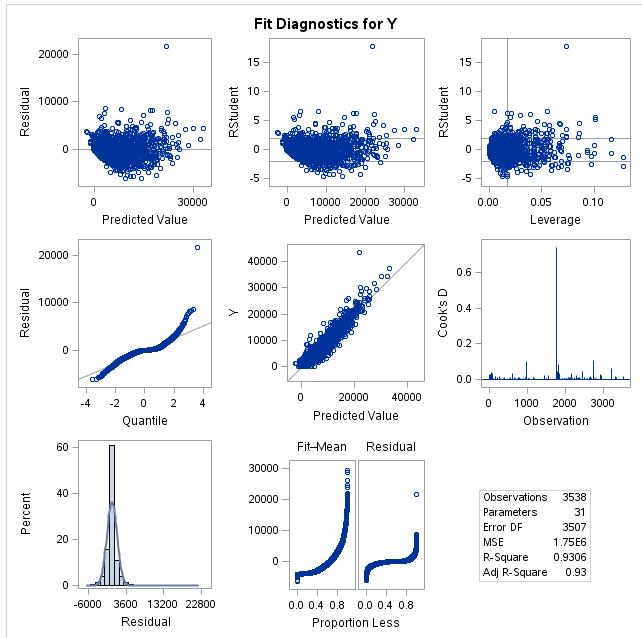 Fit Diagnostics for Y
Residual
20000
10000
0
0
30000
Predicted Value
RStudent
15
10
5
0
-5
0
10000
20000
30000
Predicted Value
RStudent
15
10
5
0
-5
0.00
0.05
0.10
Leverage
Residual
20000
10000
0
-4
-2
0
2
4
Quantile
Y
40000
30000
20000
10000
0
0
20000
40000
Predicted Value
Cook's D
0.6
0.4
0.2
0.0
0
1000
2000
3000
Observation
Percent
60
40
20
0
-6000
3600
13200
22800
Residual
Fit–Mean
Residual
30000
20000
10000
0
0.0
0.4
0.8
0.0
0.4
0.8
Proportion Less
Observations 3538
Parameters 31
Error DF 3507
MSE 1.75E6
R-Square 0.9306
Adj R-Square 0.93